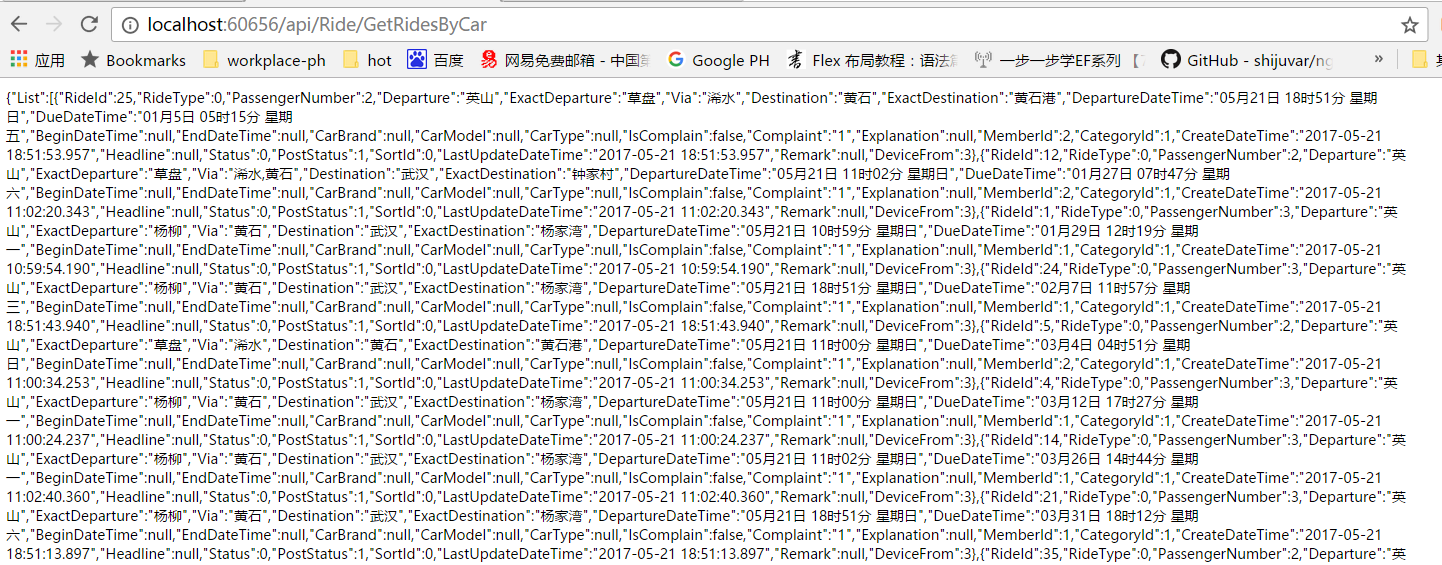 localhost:60656/api/Ride/GetRidesByCar
应用 Bookmarks workplace-ph hot 百度 网易免费邮箱 - 中国 Google PH Flex 布局教程：语法 一步一步学EF系列 GitHub - shijuvar/ng »
{"List":[{"RideId":25,"RideType":0,"PassengerNumber":2,"Departure":"英山","ExactDeparture":"草盘","Via":"浠水","Destination":"黄石","ExactDestination":"黄石港","DepartureDateTime":"05月21日 18时51分 星期
日","DueDateTime":"01月5日 05时15分 星期
五","BeginDateTime":null,"EndDateTime":null,"CarBrand":null,"CarModel":null,"CarType":null,"IsComplain":false,"Complaint":"1","Explanation":null,"MemberId":2,"CategoryId":1,"CreateDateTime":"2017-05-21
18:51:53.957","Headline":null,"Status":0,"PostStatus":1,"SortId":0,"LastUpdateDateTime":"2017-05-21 18:51:53.957","Remark":null,"DeviceFrom":3},{"RideId":12,"RideType":0,"PassengerNumber":2,"Departure":"英
山","ExactDeparture":"草盘","Via":"浠水,黄石","Destination":"武汉","ExactDestination":"钟家村","DepartureDateTime":"05月21日 11时02分 星期日","DueDateTime":"01月27日 07时47分 星期
六","BeginDateTime":null,"EndDateTime":null,"CarBrand":null,"CarModel":null,"CarType":null,"IsComplain":false,"Complaint":"1","Explanation":null,"MemberId":2,"CategoryId":1,"CreateDateTime":"2017-05-21
11:02:20.343","Headline":null,"Status":0,"PostStatus":1,"SortId":0,"LastUpdateDateTime":"2017-05-21 11:02:20.343","Remark":null,"DeviceFrom":3},{"RideId":1,"RideType":0,"PassengerNumber":3,"Departure":"英
山","ExactDeparture":"杨柳","Via":"黄石","Destination":"武汉","ExactDestination":"杨家湾","DepartureDateTime":"05月21日 10时59分 星期日","DueDateTime":"01月29日 12时19分 星期
一","BeginDateTime":null,"EndDateTime":null,"CarBrand":null,"CarModel":null,"CarType":null,"IsComplain":false,"Complaint":"1","Explanation":null,"MemberId":1,"CategoryId":1,"CreateDateTime":"2017-05-21
10:59:54.190","Headline":null,"Status":0,"PostStatus":1,"SortId":0,"LastUpdateDateTime":"2017-05-21 10:59:54.190","Remark":null,"DeviceFrom":3},{"RideId":24,"RideType":0,"PassengerNumber":3,"Departure":"英
山","ExactDeparture":"杨柳","Via":"黄石","Destination":"武汉","ExactDestination":"杨家湾","DepartureDateTime":"05月21日 18时51分 星期日","DueDateTime":"02月7日 11时57分 星期
三","BeginDateTime":null,"EndDateTime":null,"CarBrand":null,"CarModel":null,"CarType":null,"IsComplain":false,"Complaint":"1","Explanation":null,"MemberId":1,"CategoryId":1,"CreateDateTime":"2017-05-21
18:51:43.940","Headline":null,"Status":0,"PostStatus":1,"SortId":0,"LastUpdateDateTime":"2017-05-21 18:51:43.940","Remark":null,"DeviceFrom":3},{"RideId":5,"RideType":0,"PassengerNumber":2,"Departure":"英
山","ExactDeparture":"草盘","Via":"浠水","Destination":"黄石","ExactDestination":"黄石港","DepartureDateTime":"05月21日 11时00分 星期日","DueDateTime":"03月4日 04时51分 星期
日","BeginDateTime":null,"EndDateTime":null,"CarBrand":null,"CarModel":null,"CarType":null,"IsComplain":false,"Complaint":"1","Explanation":null,"MemberId":2,"CategoryId":1,"CreateDateTime":"2017-05-21
11:00:34.253","Headline":null,"Status":0,"PostStatus":1,"SortId":0,"LastUpdateDateTime":"2017-05-21 11:00:34.253","Remark":null,"DeviceFrom":3},{"RideId":4,"RideType":0,"PassengerNumber":3,"Departure":"英
山","ExactDeparture":"杨柳","Via":"黄石","Destination":"武汉","ExactDestination":"杨家湾","DepartureDateTime":"05月21日 11时00分 星期日","DueDateTime":"03月12日 17时27分 星期
一","BeginDateTime":null,"EndDateTime":null,"CarBrand":null,"CarModel":null,"CarType":null,"IsComplain":false,"Complaint":"1","Explanation":null,"MemberId":1,"CategoryId":1,"CreateDateTime":"2017-05-21
11:00:24.237","Headline":null,"Status":0,"PostStatus":1,"SortId":0,"LastUpdateDateTime":"2017-05-21 11:00:24.237","Remark":null,"DeviceFrom":3},{"RideId":14,"RideType":0,"PassengerNumber":3,"Departure":"英
山","ExactDeparture":"杨柳","Via":"黄石","Destination":"武汉","ExactDestination":"杨家湾","DepartureDateTime":"05月21日 11时02分 星期日","DueDateTime":"03月26日 14时44分 星期
一","BeginDateTime":null,"EndDateTime":null,"CarBrand":null,"CarModel":null,"CarType":null,"IsComplain":false,"Complaint":"1","Explanation":null,"MemberId":1,"CategoryId":1,"CreateDateTime":"2017-05-21
11:02:40.360","Headline":null,"Status":0,"PostStatus":1,"SortId":0,"LastUpdateDateTime":"2017-05-21 11:02:40.360","Remark":null,"DeviceFrom":3},{"RideId":21,"RideType":0,"PassengerNumber":3,"Departure":"英
山","ExactDeparture":"杨柳","Via":"黄石","Destination":"武汉","ExactDestination":"杨家湾","DepartureDateTime":"05月21日 18时51分 星期日","DueDateTime":"03月31日 18时12分 星期
六","BeginDateTime":null,"EndDateTime":null,"CarBrand":null,"CarModel":null,"CarType":null,"IsComplain":false,"Complaint":"1","Explanation":null,"MemberId":1,"CategoryId":1,"CreateDateTime":"2017-05-21
18:51:13.897","Headline":null,"Status":0,"PostStatus":1,"SortId":0,"LastUpdateDateTime":"2017-05-21 18:51:13.897","Remark":null,"DeviceFrom":3},{"RideId":35,"RideType":0,"PassengerNumber":2,"Departure":"英